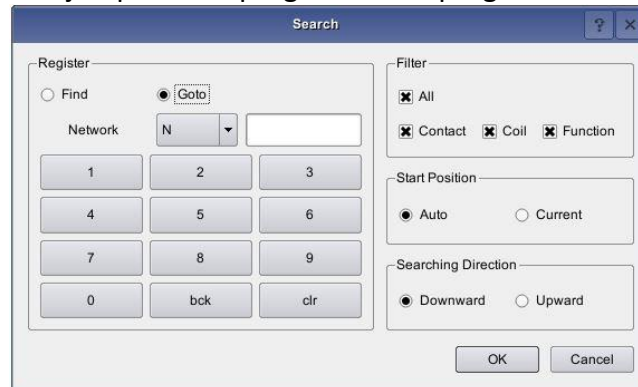 Search
?
×
Register
Find
Goto
Network
N
1
2
3
4
5
6
7
8
9
0
bck
clr
Filter
All
Contact
Coil
Function
Start Position
Auto
Current
Searching Direction
Downward
Upward
OK
Cancel